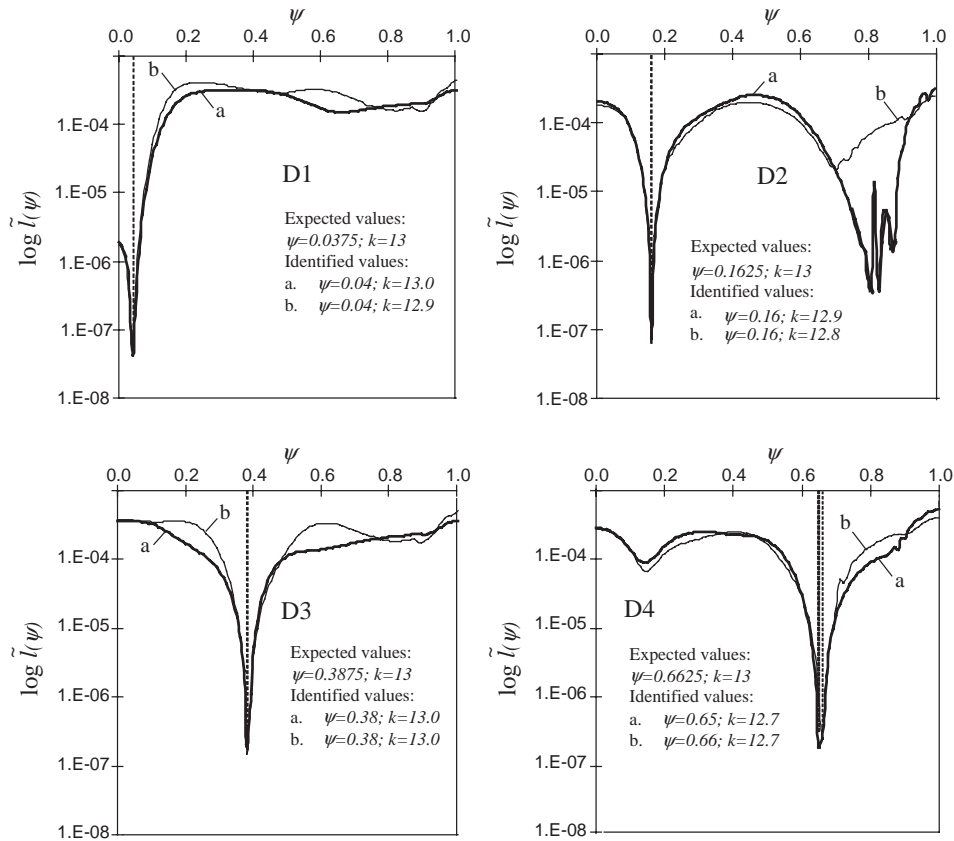 ψ
0.0 0.2 0.4 0.6 0.8 1.0
1.E-04
1.E-05
1.E-06
1.E-07
1.E-08
log l̃(ψ)
b
a
D1
Expected values:
ψ=0.0375; k=13
Identified values:
a. ψ=0.04; k=13.0
b. ψ=0.04; k=12.9
ψ
0.0 0.2 0.4 0.6 0.8 1.0
1.E-04
1.E-05
1.E-06
1.E-07
1.E-08
log l̃(ψ)
a
b
D2
Expected values:
ψ=0.1625; k=13
Identified values:
a. ψ=0.16; k=12.9
b. ψ=0.16; k=12.8
ψ
0.0 0.2 0.4 0.6 0.8 1.0
1.E-04
1.E-05
1.E-06
1.E-07
1.E-08
log l̃(ψ)
b
a
D3
Expected values:
ψ=0.3875; k=13
Identified values:
a. ψ=0.38; k=13.0
b. ψ=0.38; k=13.0
ψ
0.0 0.2 0.4 0.6 0.8 1.0
1.E-04
1.E-05
1.E-06
1.E-07
1.E-08
log l̃(ψ)
b
a
D4
Expected values:
ψ=0.6625; k=13
Identified values:
a. ψ=0.65; k=12.7
b. ψ=0.66; k=12.7